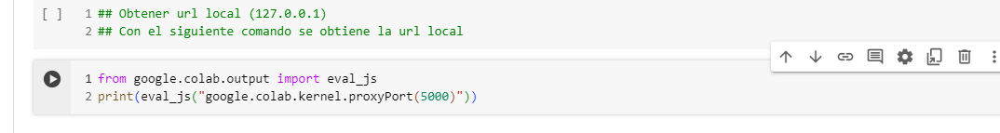 [ ] 1 ## Obtener url local (127.0.0.1)
2 ## Con el siguiente comando se obtiene la url local
1 from google.colab.output import eval_js
2 print(eval_js("google.colab.kernel.proxyPort(5000)"))